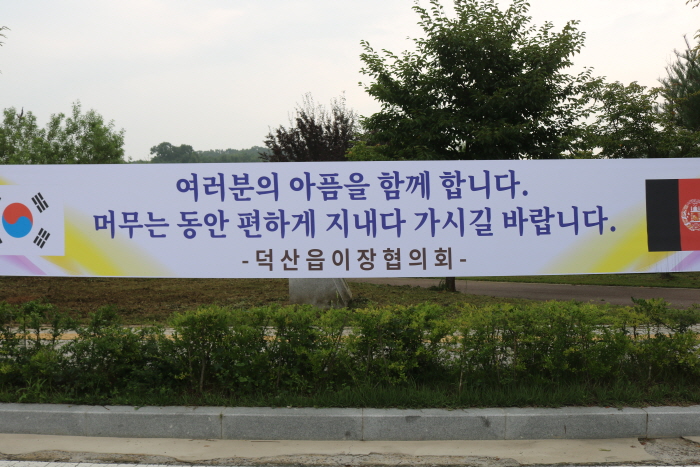 여러분의 아픔을 함께 합니다.
머무는 동안 편하게 지내다 가시길 바랍니다.
-덕산읍이장협의회-